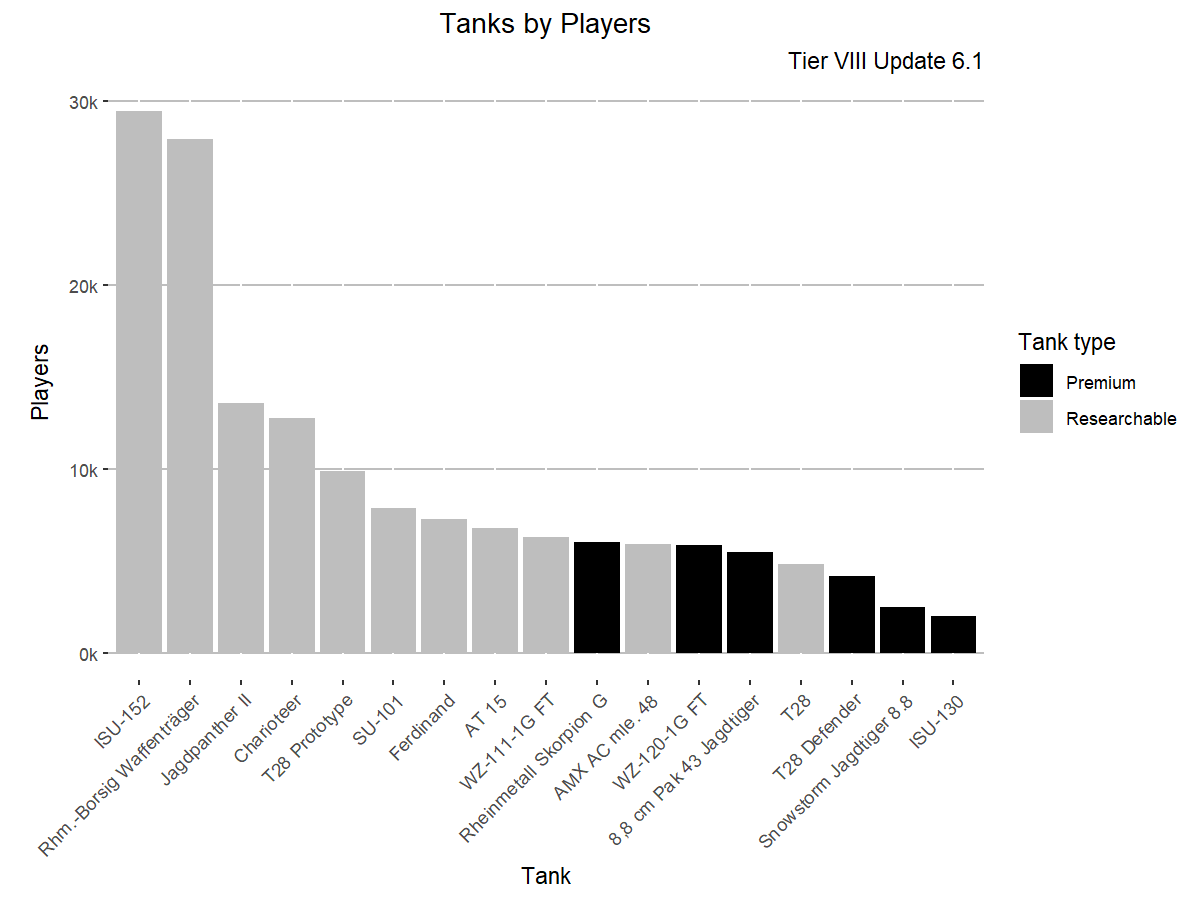 Tanks by Players
Tier VIII Update 6.1
30k
20k
10k
0k
Players
ISU-152
Rhm.-Borsig Waffenträger
Jagdpanther II
Charioteer
T28 Prototype
SU-101
Ferdinand
AT 15
WZ-111-1G FT
Rheinmetall Skorpion G
AMX AC mle. 48
WZ-120-1G FT
8,8 cm Pak 43 Jagdtiger
T28
T28 Defender
Snowstorm Jagdtiger 8.8
ISU-130
Tank
Tank type
Premium
Researchable